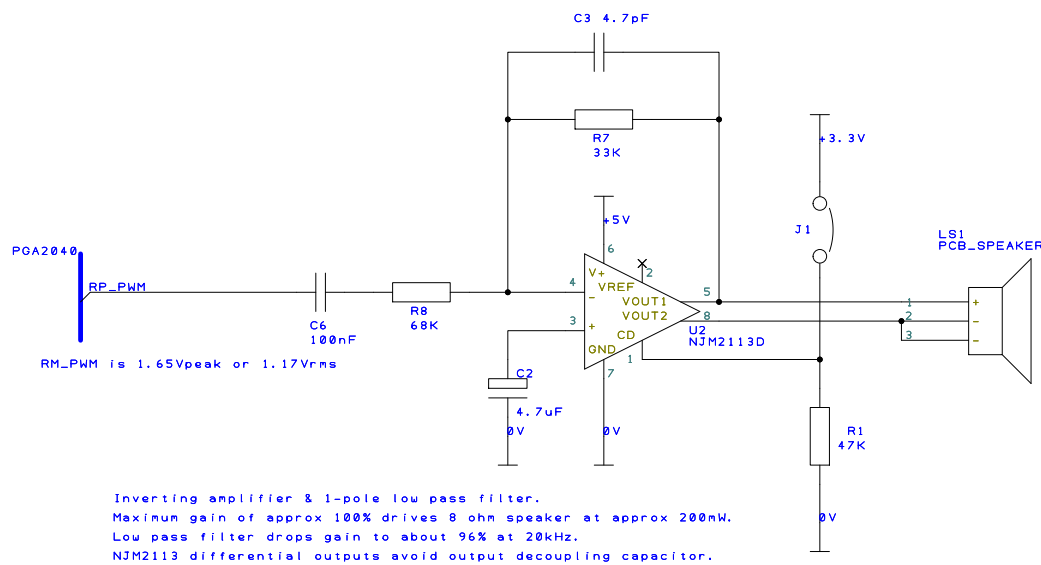 C3 4.7pF
R7
33K
+3.3V
+5V
6
J1
LS1
PCB_SPEAKER
PGA2040
RP_PWM
4
V+
2
VREF
-
VOUT1
5
1
+
R8
68K
C6
100nF
3
+
VOUT2
8
2
-
CD
U2
NJM2113D
3
-
GND
1
7
RM_PWM is 1.65Vpeak or 1.17Vrms
C2
4.7uF
0V
0V
R1
47K
0V
Inverting amplifier & 1-pole low pass filter.
Maximum gain of approx 100% drives 8 ohm speaker at approx 200mW.
Low pass filter drops gain to about 96% at 20kHz.
NJM2113 differential outputs avoid output decoupling capacitor.